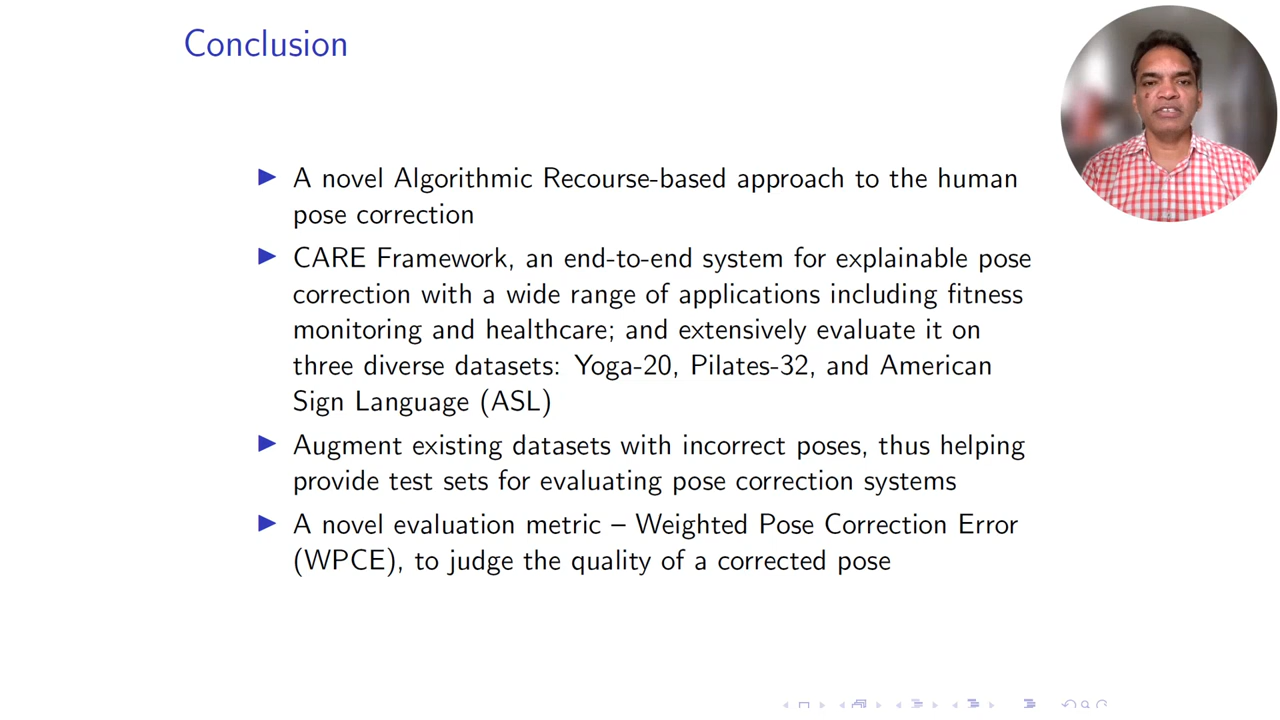 Conclusion
A novel Algorithmic Recourse-based approach to the human
pose correction
CARE Framework, an end-to-end system for explainable pose
correction with a wide range of applications including fitness
monitoring and healthcare; and extensively evaluate it on
three diverse datasets: Yoga-20, Pilates-32, and American
Sign Language (ASL)
Augment existing datasets with incorrect poses, thus helping
provide test sets for evaluating pose correction systems
A novel evaluation metric – Weighted Pose Correction Error
(WPCE), to judge the quality of a corrected pose